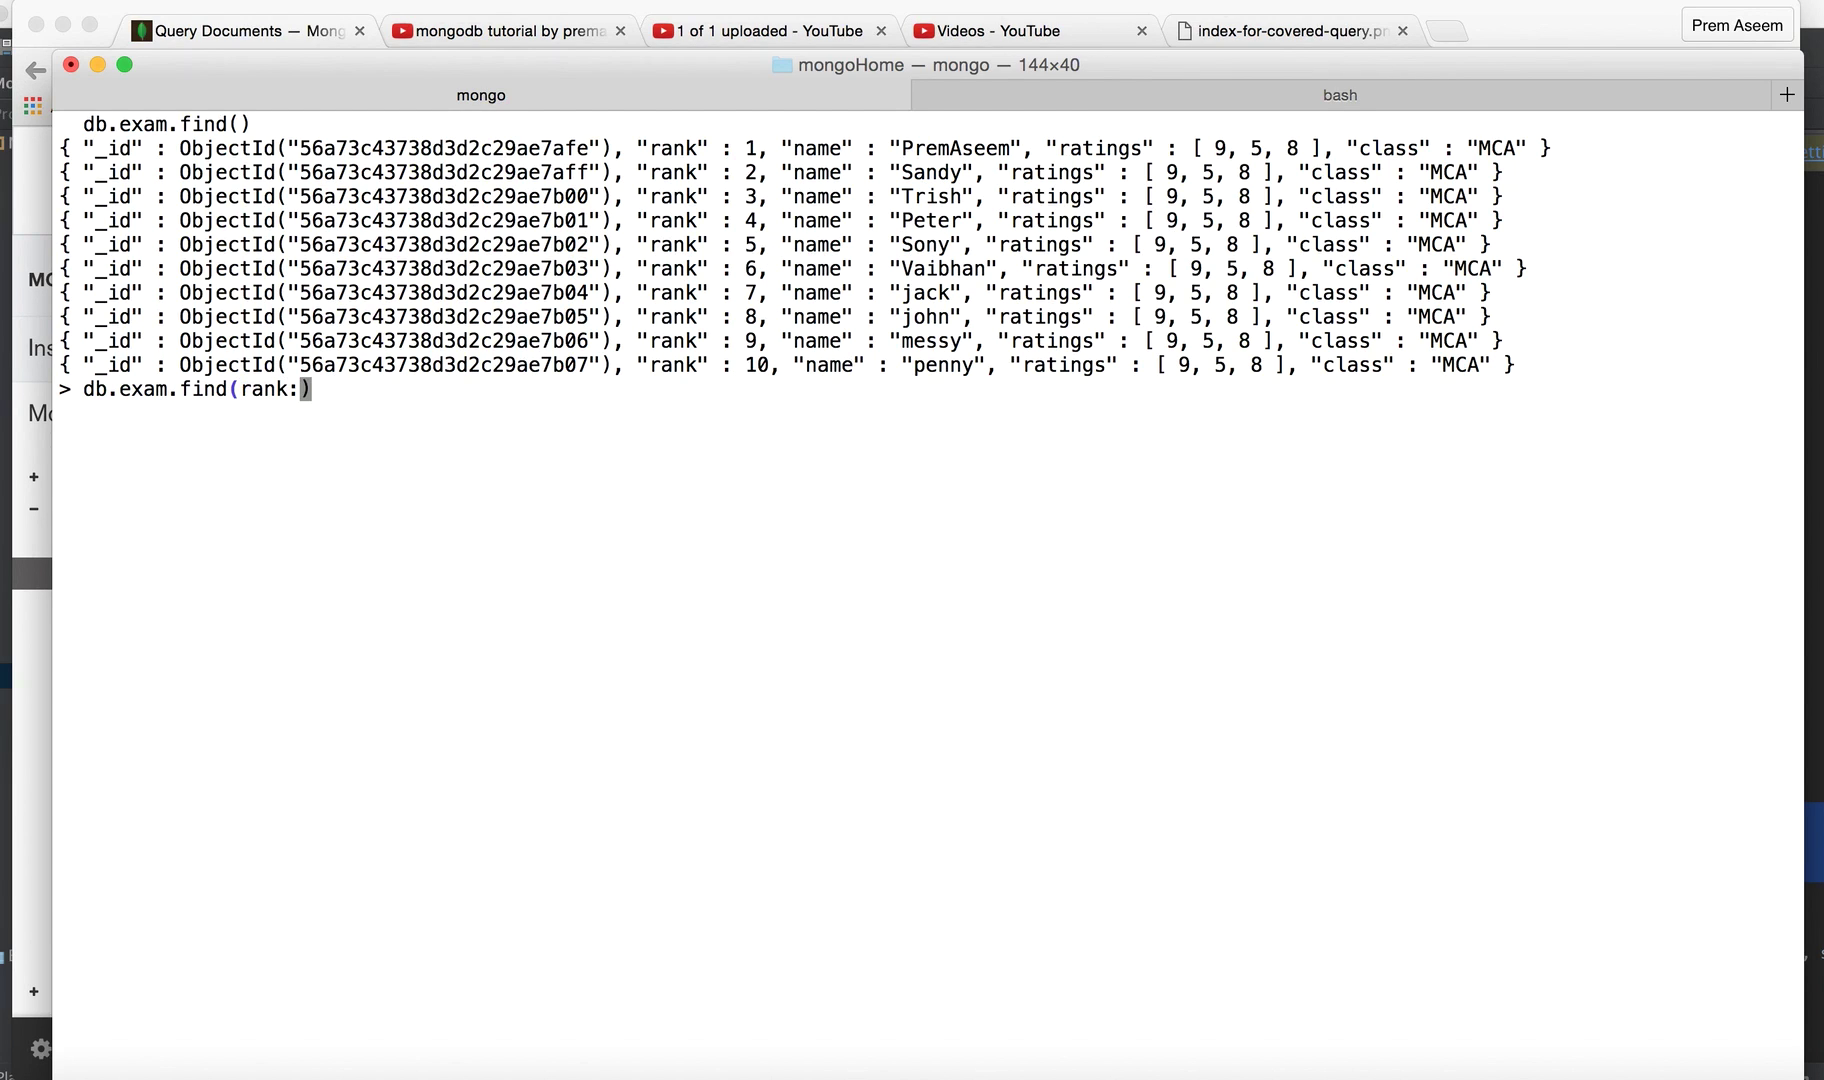 Query Documents — Mong
mongodb tutorial by prema
1 of 1 uploaded - YouTube
Videos - YouTube
index-for-covered-query.pr
Prem Aseem
mongoHome — mongo — 144×40
mongo
bash
db.exam.find()
{ "_id" : ObjectId("56a73c43738d3d2c29ae7afe"), "rank" : 1, "name" : "PremAseem", "ratings" : [ 9, 5, 8 ], "class" : "MCA" }
{ "_id" : ObjectId("56a73c43738d3d2c29ae7aff"), "rank" : 2, "name" : "Sandy", "ratings" : [ 9, 5, 8 ], "class" : "MCA" }
{ "_id" : ObjectId("56a73c43738d3d2c29ae7b00"), "rank" : 3, "name" : "Trish", "ratings" : [ 9, 5, 8 ], "class" : "MCA" }
{ "_id" : ObjectId("56a73c43738d3d2c29ae7b01"), "rank" : 4, "name" : "Peter", "ratings" : [ 9, 5, 8 ], "class" : "MCA" }
{ "_id" : ObjectId("56a73c43738d3d2c29ae7b02"), "rank" : 5, "name" : "Sony", "ratings" : [ 9, 5, 8 ], "class" : "MCA" }
{ "_id" : ObjectId("56a73c43738d3d2c29ae7b03"), "rank" : 6, "name" : "Vaibhan", "ratings" : [ 9, 5, 8 ], "class" : "MCA" }
{ "_id" : ObjectId("56a73c43738d3d2c29ae7b04"), "rank" : 7, "name" : "jack", "ratings" : [ 9, 5, 8 ], "class" : "MCA" }
{ "_id" : ObjectId("56a73c43738d3d2c29ae7b05"), "rank" : 8, "name" : "john", "ratings" : [ 9, 5, 8 ], "class" : "MCA" }
{ "_id" : ObjectId("56a73c43738d3d2c29ae7b06"), "rank" : 9, "name" : "messy", "ratings" : [ 9, 5, 8 ], "class" : "MCA" }
{ "_id" : ObjectId("56a73c43738d3d2c29ae7b07"), "rank" : 10, "name" : "penny", "ratings" : [ 9, 5, 8 ], "class" : "MCA" }
> db.exam.find(rank:)
Ins